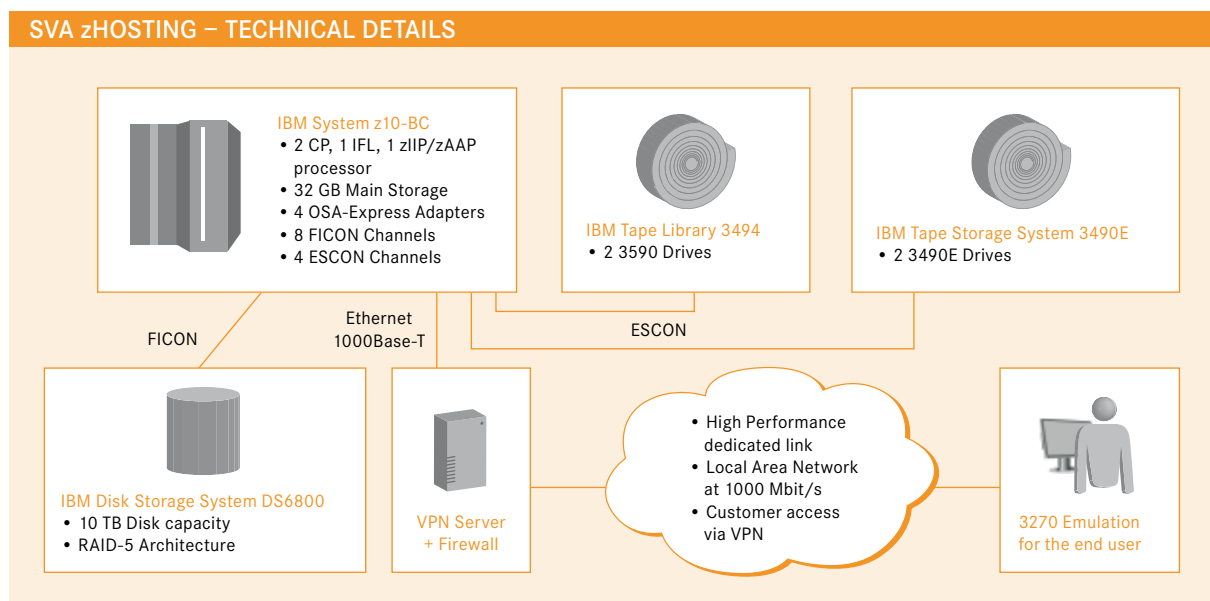 SVA zHOSTING – TECHNICAL DETAILS
IBM System z10-BC
• 2 CP, 1 IFL, 1 zIIP/zAAP
processor
• 32 GB Main Storage
• 4 OSA-Express Adapters
• 8 FICON Channels
• 4 ESCON Channels
IBM Tape Library 3494
• 2 3590 Drives
IBM Tape Storage System 3490E
• 2 3490E Drives
FICON
Ethernet
1000Base-T
ESCON
IBM Disk Storage System DS6800
• 10 TB Disk capacity
• RAID-5 Architecture
VPN Server
+ Firewall
• High Performance
dedicated link
• Local Area Network
at 1000 Mbit/s
• Customer access
via VPN
3270 Emulation
for the end user